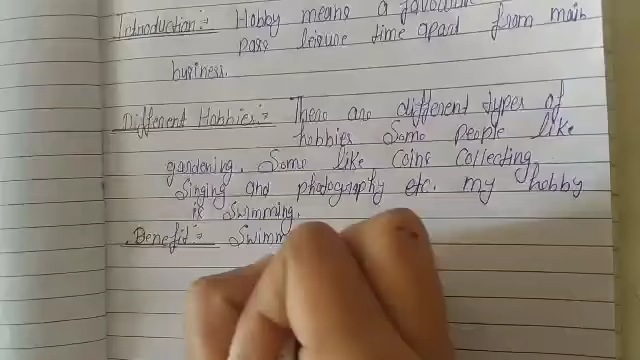 Introduction:- Hobby means a favourite
pass leisure time apart from main
business.
Different Hobbies:- There are different types of
hobbies Some people like
gardening. Some like Coins Collecting,
Singing and photography etc. my hobby
is Swimming.
Benefit:- Swimm